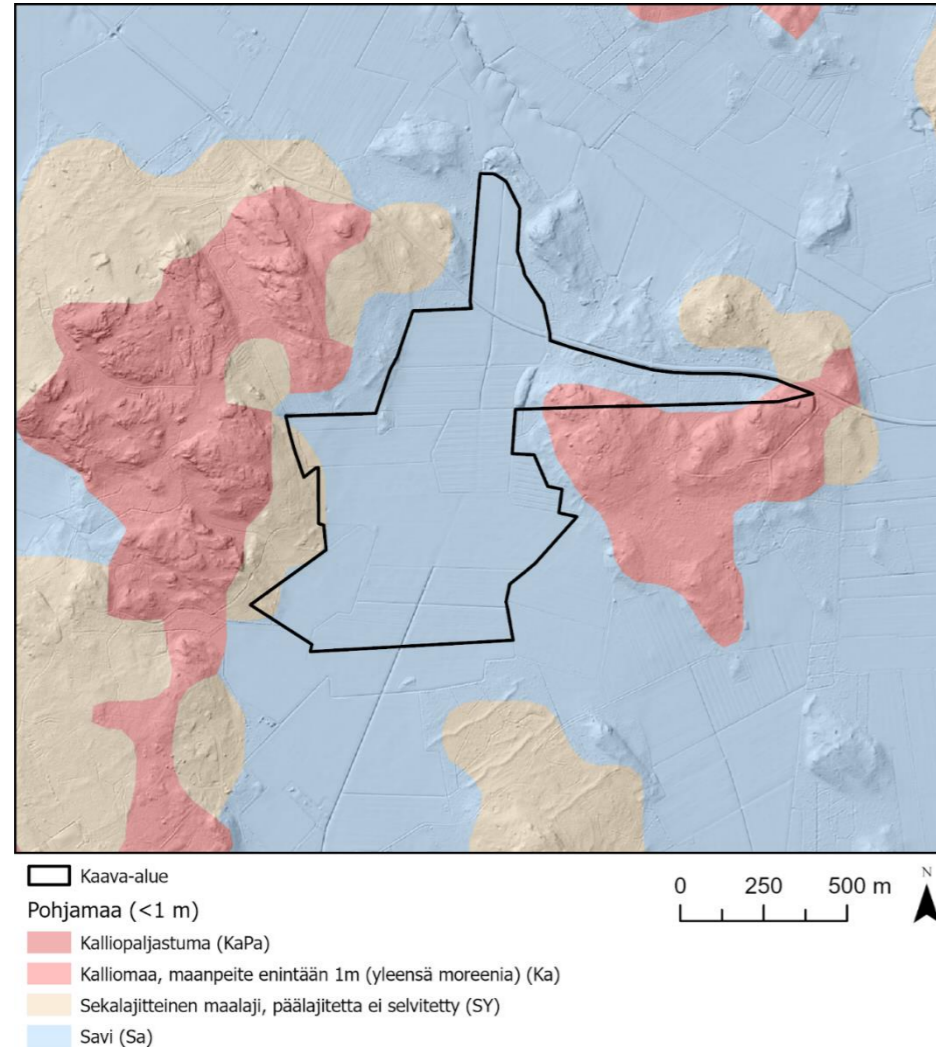 Kaava-alue
Pohjamaa (<1 m)
Kalliopaljastuma (KaPa)
Kalliomaa, maanpeite enintään 1m (yleensä moreenia) (Ka)
Sekalajitteinen maalaji, päälajitetta ei selvitetty (SY)
Savi (Sa)
0 250 500 m
N